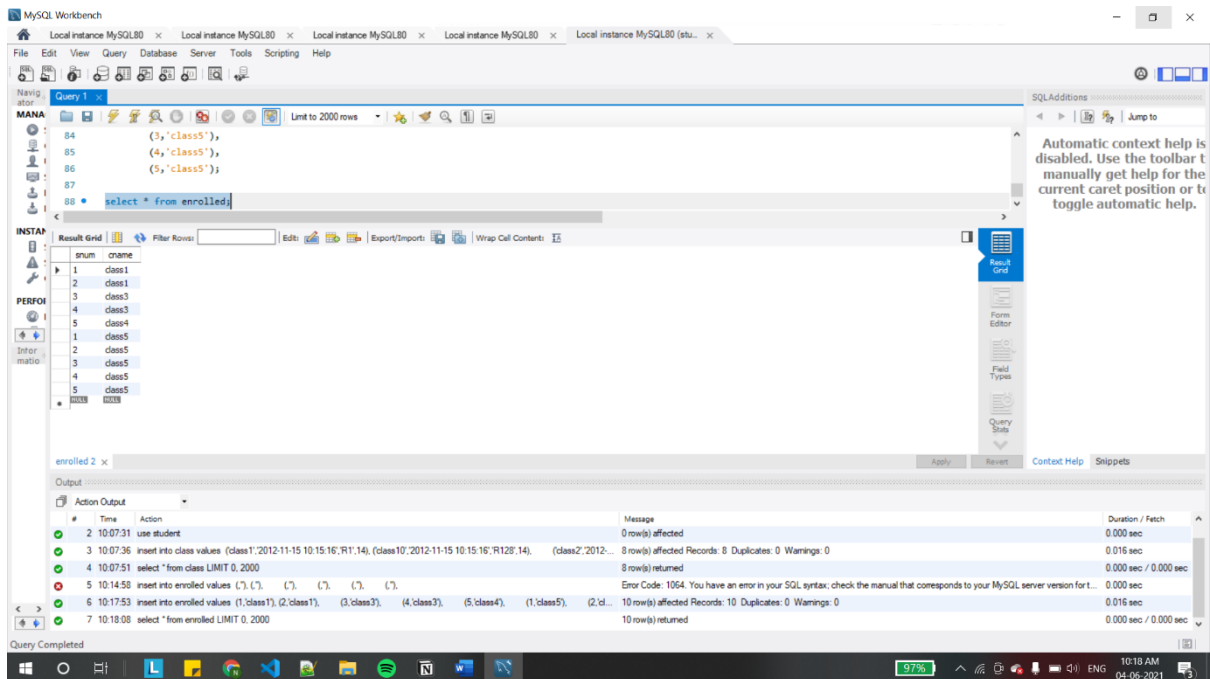 MySQL Workbench
Local instance MySQL80 × Local instance MySQL80 × Local instance MySQL80 × Local instance MySQL80 × Local instance MySQL80 (stu... ×
File Edit View Query Database Server Tools Scripting Help
Navig
ator
Query 1 ×
SQLAdditions
MANA
Limit to 2000 rows
Jump to
84 (3,'class5'),
85 (4,'class5'),
86 (5,'class5');
87
88 select * from enrolled;
Automatic context help is
disabled. Use the toolbar t
manually get help for the
current caret position or to
toggle automatic help.
INSTAN
PERFOR
Infor
matio
Result Grid Filter Rows: Edit: Export/Import: Wrap Cell Content:
snum cname
1 class1
2 class1
3 class3
4 class3
5 class4
1 class5
2 class5
3 class5
4 class5
5 class5
NULL NULL
Result
Grid
Form
Editor
Field
Types
Query
Stats
enrolled 2 ×
Apply Revert
Context Help Snippets
Output
Action Output
# Time Action Message Duration / Fetch
2 10:07:31 use student 0 row(s) affected 0.000 sec
3 10:07:36 insert into class values ('class1','2012-11-15 10:15:16','R1',14), ('class10','2012-11-15 10:15:16','R128',14), ('class2','2012-... 8 row(s) affected Records: 8 Duplicates: 0 Warnings: 0 0.016 sec
4 10:07:51 select * from class LIMIT 0, 2000 8 row(s) returned 0.000 sec / 0.000 sec
5 10:14:58 insert into enrolled values (,''), (,''), (,''), (,''), (,''), (,''), Error Code: 1064. You have an error in your SQL syntax; check the manual that corresponds to your MySQL server version for t... 0.000 sec
6 10:17:53 insert into enrolled values (1,'class1'), (2,'class1'), (3,'class3'), (4,'class3'), (5,'class4'), (1,'class5'), (2,'cl... 10 row(s) affected Records: 10 Duplicates: 0 Warnings: 0 0.016 sec
7 10:18:08 select * from enrolled LIMIT 0, 2000 10 row(s) returned 0.000 sec / 0.000 sec
Query Completed
97% ENG 10:18 AM
04-06-2021